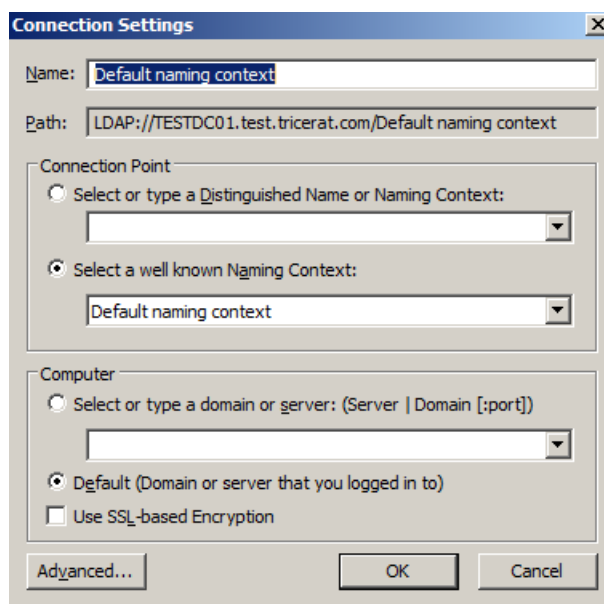 Connection Settings
Name: Default naming context
Path: LDAP://TESTDC01.test.tricerat.com/Default naming context
Connection Point
Select or type a Distinguished Name or Naming Context:
Select a well known Naming Context:
Default naming context
Computer
Select or type a domain or server: (Server | Domain [:port])
Default (Domain or server that you logged in to)
Use SSL-based Encryption
Advanced... OK Cancel